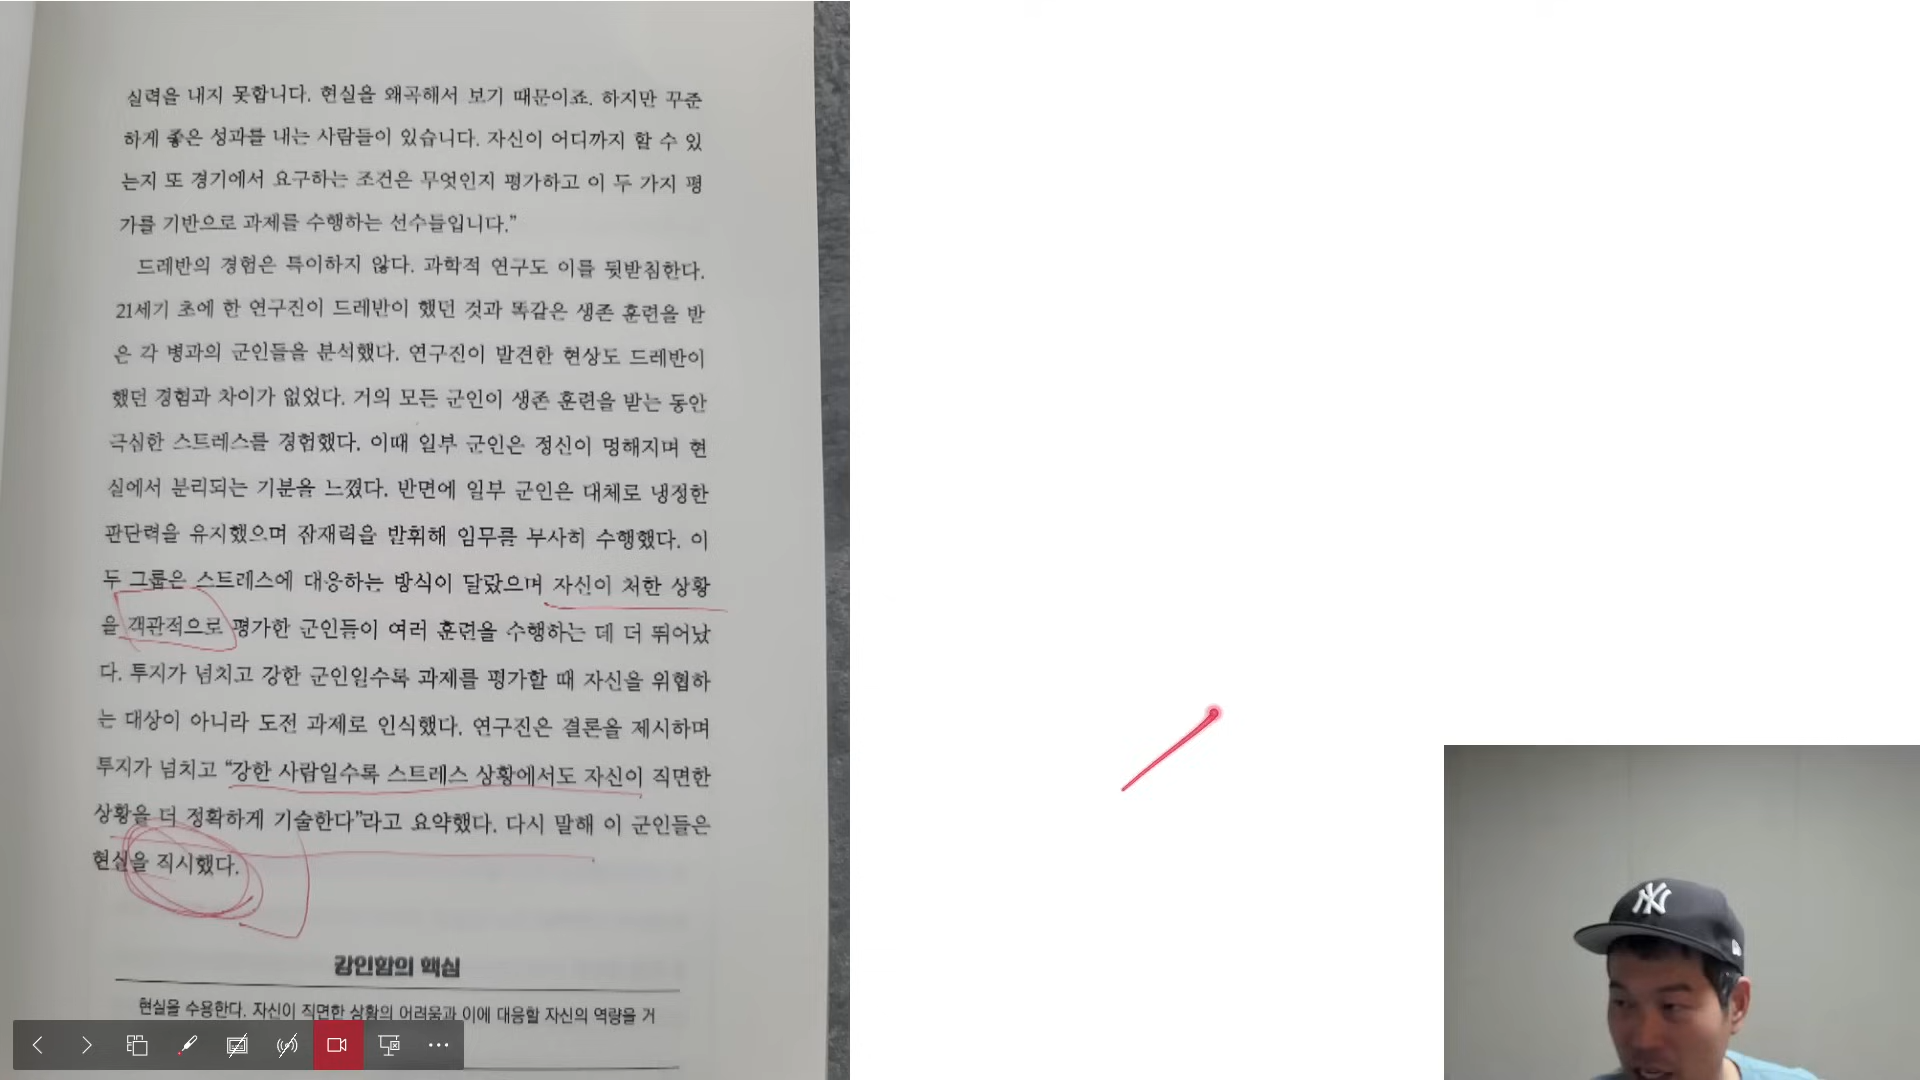 실력을 내지 못합니다. 현실을 왜곡해서 보기 때문이죠. 하지만 꾸준
하게 좋은 성과를 내는 사람들이 있습니다. 자신이 어디까지 할 수 있
는지 또 경기에서 요구하는 조건은 무엇인지 평가하고 이 두 가지 평
가를 기반으로 과제를 수행하는 선수들입니다.”
드레반의 경험은 특이하지 않다. 과학적 연구도 이를 뒷받침한다.
21세기 초에 한 연구진이 드레반이 했던 것과 똑같은 생존 훈련을 받
은 각 병과의 군인들을 분석했다. 연구진이 발견한 현상도 드레반이
했던 경험과 차이가 없었다. 거의 모든 군인이 생존 훈련을 받는 동안
극심한 스트레스를 경험했다. 이때 일부 군인은 정신이 멍해지며 현
실에서 분리되는 기분을 느꼈다. 반면에 일부 군인은 대체로 냉정한
판단력을 유지했으며 잠재력을 발휘해 임무를 무사히 수행했다. 이
두 그룹은 스트레스에 대응하는 방식이 달랐으며 자신이 처한 상황
을 객관적으로 평가한 군인들이 여러 훈련을 수행하는 데 더 뛰어났
다. 투지가 넘치고 강한 군인일수록 과제를 평가할 때 자신을 위협하
는 대상이 아니라 도전 과제로 인식했다. 연구진은 결론을 제시하며
투지가 넘치고 “강한 사람일수록 스트레스 상황에서도 자신이 직면한
상황을 더 정확하게 기술한다”라고 요약했다. 다시 말해 이 군인들은
현실을 직시했다.
강인함의 핵심
현실을 수용한다. 자신이 직면한 상황의 어려움과 이에 대응할 자신의 역량을 거
NY